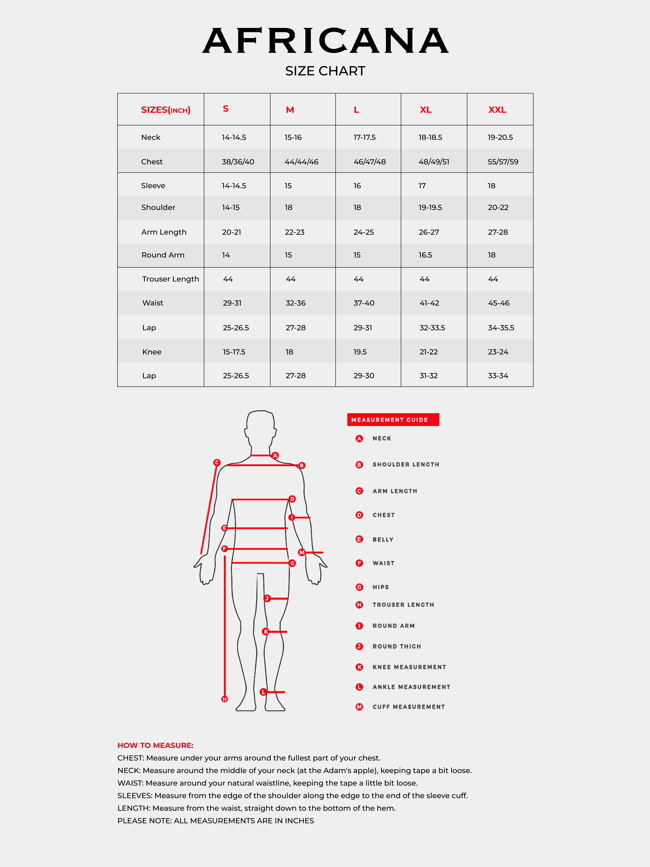 AFRICANA
SIZE CHART
SIZES(INCH) S M L XL XXL
Neck 14-14.5 15-16 17-17.5 18-18.5 19-20.5
Chest 38/36/40 44/44/46 46/47/48 48/49/51 55/57/59
Sleeve 14-14.5 15 16 17 18
Shoulder 14-15 18 18 19-19.5 20-22
Arm Length 20-21 22-23 24-25 26-27 27-28
Round Arm 14 15 15 16.5 18
Trouser Length 44 44 44 44 44
Waist 29-31 32-36 37-40 41-42 45-46
Lap 25-26.5 27-28 29-31 32-33.5 34-35.5
Knee 15-17.5 18 19.5 21-22 23-24
Lap 25-26.5 27-28 29-30 31-32 33-34
A
C
B
D
I
E
F
M
G
J
K
L
H
MEASUREMENT GUIDE
A NECK
B SHOULDER LENGTH
C ARM LENGTH
D CHEST
E BELLY
F WAIST
G HIPS
H TROUSER LENGTH
I ROUND ARM
J ROUND THIGH
K KNEE MEASUREMENT
L ANKLE MEASUREMENT
M CUFF MEASUREMENT
HOW TO MEASURE:
CHEST: Measure under your arms around the fullest part of your chest.
NECK: Measure around the middle of your neck (at the Adam's apple), keeping tape a bit loose.
WAIST: Measure around your natural waistline, keeping the tape a little bit loose.
SLEEVES: Measure from the edge of the shoulder along the edge to the end of the sleeve cuff.
LENGTH: Measure from the waist, straight down to the bottom of the hem.
PLEASE NOTE: ALL MEASUREMENTS ARE IN INCHES